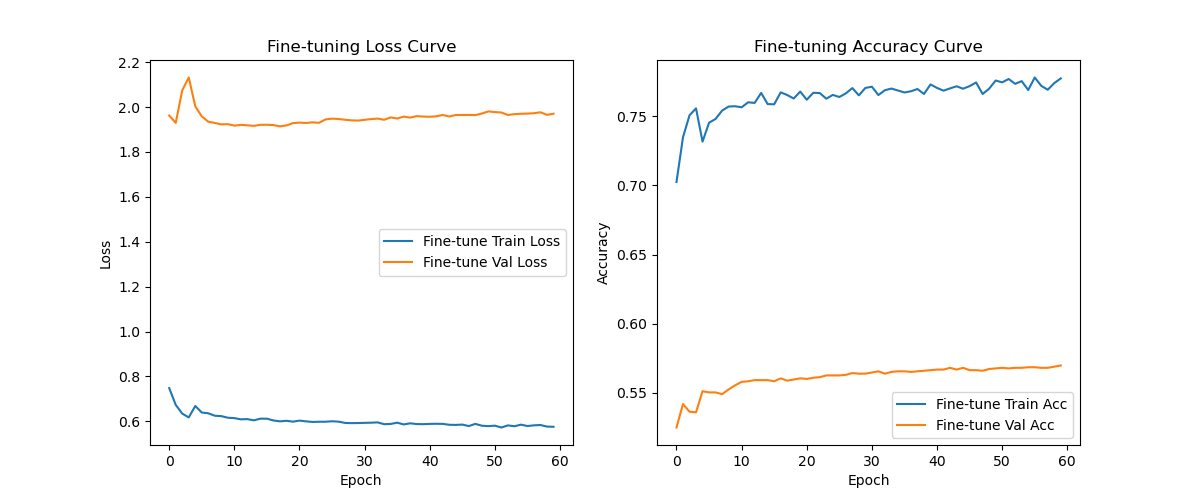 Fine-tuning Loss Curve
2.2
2.0
1.8
1.6
1.4
1.2
1.0
0.8
0.6
Loss
Fine-tune Train Loss
Fine-tune Val Loss
0 10 20 30 40 50 60
Epoch
Fine-tuning Accuracy Curve
0.75
0.70
0.65
0.60
0.55
Accuracy
Fine-tune Train Acc
Fine-tune Val Acc
0 10 20 30 40 50 60
Epoch